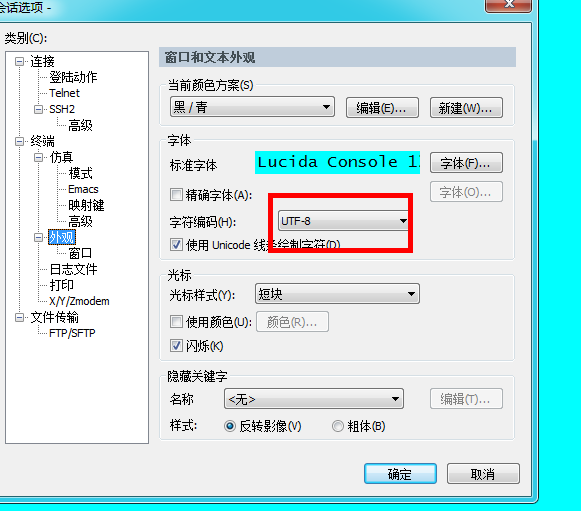 会话选项 -
类别(C):
连接
登陆动作
Telnet
SSH2
高级
终端
仿真
模式
Emacs
映射键
高级
外观
窗口
日志文件
打印
X/Y/Zmodem
文件传输
FTP/SFTP
窗口和文本外观
当前颜色方案(S)
黑 / 青
编辑(E)...
新建(W)...
字体
标准字体
Lucida Console 1
字体(F)...
精确字体(A):
字体(O)...
字符编码(H):
UTF-8
使用 Unicode 线条绘制字符(D)
光标
光标样式(Y):
短块
使用颜色(U):
颜色(R)...
闪烁(K)
隐藏关键字
名称
<无>
编辑(T)...
样式:
反转影像(V)
粗体(B)
确定
取消